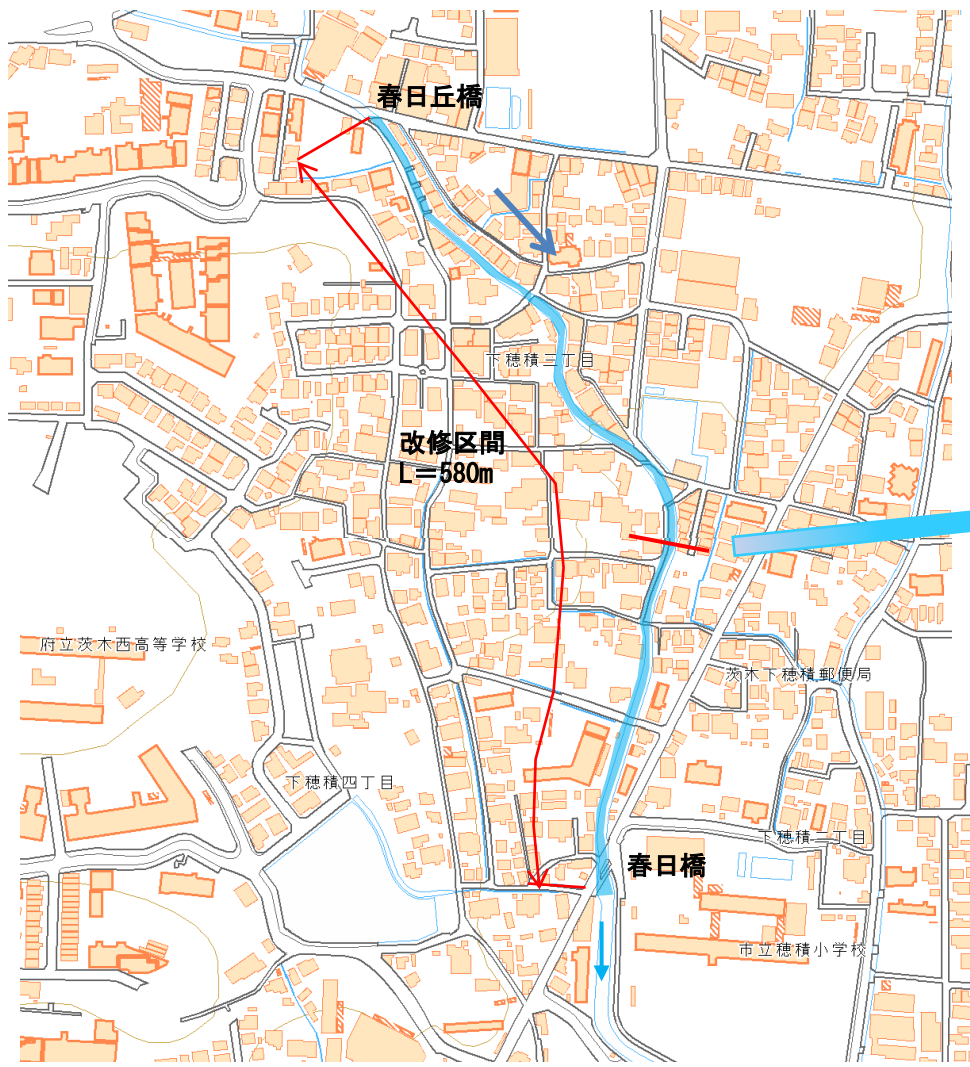 春日丘橋
下穂積三丁目
改修区間
L=580m
府立茨木西高等学校
茨木下穂積郵便局
下穂積四丁目
下穂積二丁目
春日橋
市立穂積小学校